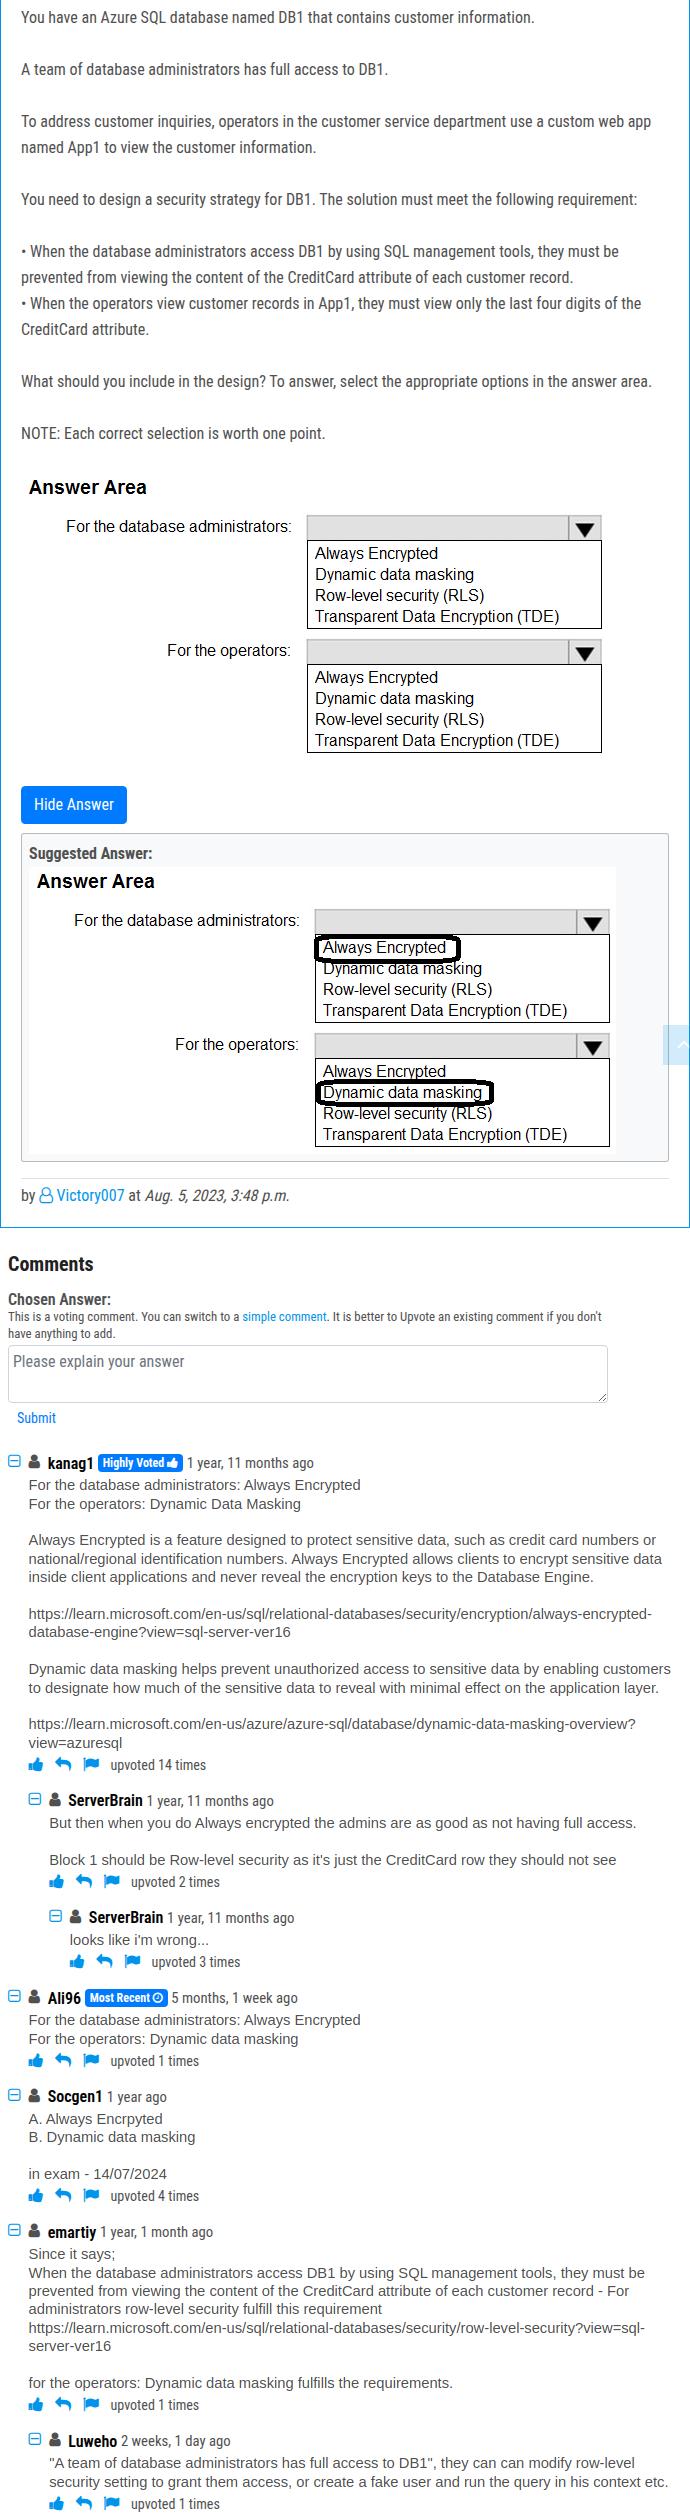 You have an Azure SQL database named DB1 that contains customer information.
A team of database administrators has full access to DB1.
To address customer inquiries, operators in the customer service department use a custom web app
named App1 to view the customer information.
You need to design a security strategy for DB1. The solution must meet the following requirement:
• When the database administrators access DB1 by using SQL management tools, they must be
prevented from viewing the content of the CreditCard attribute of each customer record.
• When the operators view customer records in App1, they must view only the last four digits of the
CreditCard attribute.
What should you include in the design? To answer, select the appropriate options in the answer area.
NOTE: Each correct selection is worth one point.
Answer Area
For the database administrators:
Always Encrypted
Dynamic data masking
Row-level security (RLS)
Transparent Data Encryption (TDE)
For the operators:
Always Encrypted
Dynamic data masking
Row-level security (RLS)
Transparent Data Encryption (TDE)
Hide Answer
Suggested Answer:
Answer Area
For the database administrators:
Always Encrypted
Dynamic data masking
Row-level security (RLS)
Transparent Data Encryption (TDE)
For the operators:
Always Encrypted
Dynamic data masking
Row-level security (RLS)
Transparent Data Encryption (TDE)
by Victory007 at Aug. 5, 2023, 3:48 p.m.
Comments
Chosen Answer:
This is a voting comment. You can switch to a simple comment. It is better to Upvote an existing comment if you don't
have anything to add.
Please explain your answer
Submit
kanag1 Highly Voted 1 year, 11 months ago
For the database administrators: Always Encrypted
For the operators: Dynamic Data Masking
Always Encrypted is a feature designed to protect sensitive data, such as credit card numbers or
national/regional identification numbers. Always Encrypted allows clients to encrypt sensitive data
inside client applications and never reveal the encryption keys to the Database Engine.
https://learn.microsoft.com/en-us/sql/relational-databases/security/encryption/always-encrypted-
database-engine?view=sql-server-ver16
Dynamic data masking helps prevent unauthorized access to sensitive data by enabling customers
to designate how much of the sensitive data to reveal with minimal effect on the application layer.
https://learn.microsoft.com/en-us/azure/azure-sql/database/dynamic-data-masking-overview?
view=azuresql
upvoted 14 times
ServerBrain 1 year, 11 months ago
But then when you do Always encrypted the admins are as good as not having full access.
Block 1 should be Row-level security as it's just the CreditCard row they should not see
upvoted 2 times
ServerBrain 1 year, 11 months ago
looks like i'm wrong...
upvoted 3 times
Ali96 Most Recent 5 months, 1 week ago
For the database administrators: Always Encrypted
For the operators: Dynamic data masking
upvoted 1 times
Socgen1 1 year ago
A. Always Encrpyted
B. Dynamic data masking
in exam - 14/07/2024
upvoted 4 times
emartiy 1 year, 1 month ago
Since it says;
When the database administrators access DB1 by using SQL management tools, they must be
prevented from viewing the content of the CreditCard attribute of each customer record - For
administrators row-level security fulfill this requirement
https://learn.microsoft.com/en-us/sql/relational-databases/security/row-level-security?view=sql-
server-ver16
for the operators: Dynamic data masking fulfills the requirements.
upvoted 1 times
Luweho 2 weeks, 1 day ago
"A team of database administrators has full access to DB1", they can can modify row-level
security setting to grant them access, or create a fake user and run the query in his context etc.
upvoted 1 times